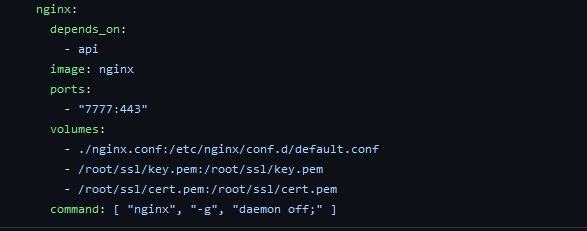 nginx:
depends_on:
- api
image: nginx
ports:
- "7777:443"
volumes:
- ./nginx.conf:/etc/nginx/conf.d/default.conf
- /root/ssl/key.pem:/root/ssl/key.pem
- /root/ssl/cert.pem:/root/ssl/cert.pem
command: [ "nginx", "-g", "daemon off;" ]